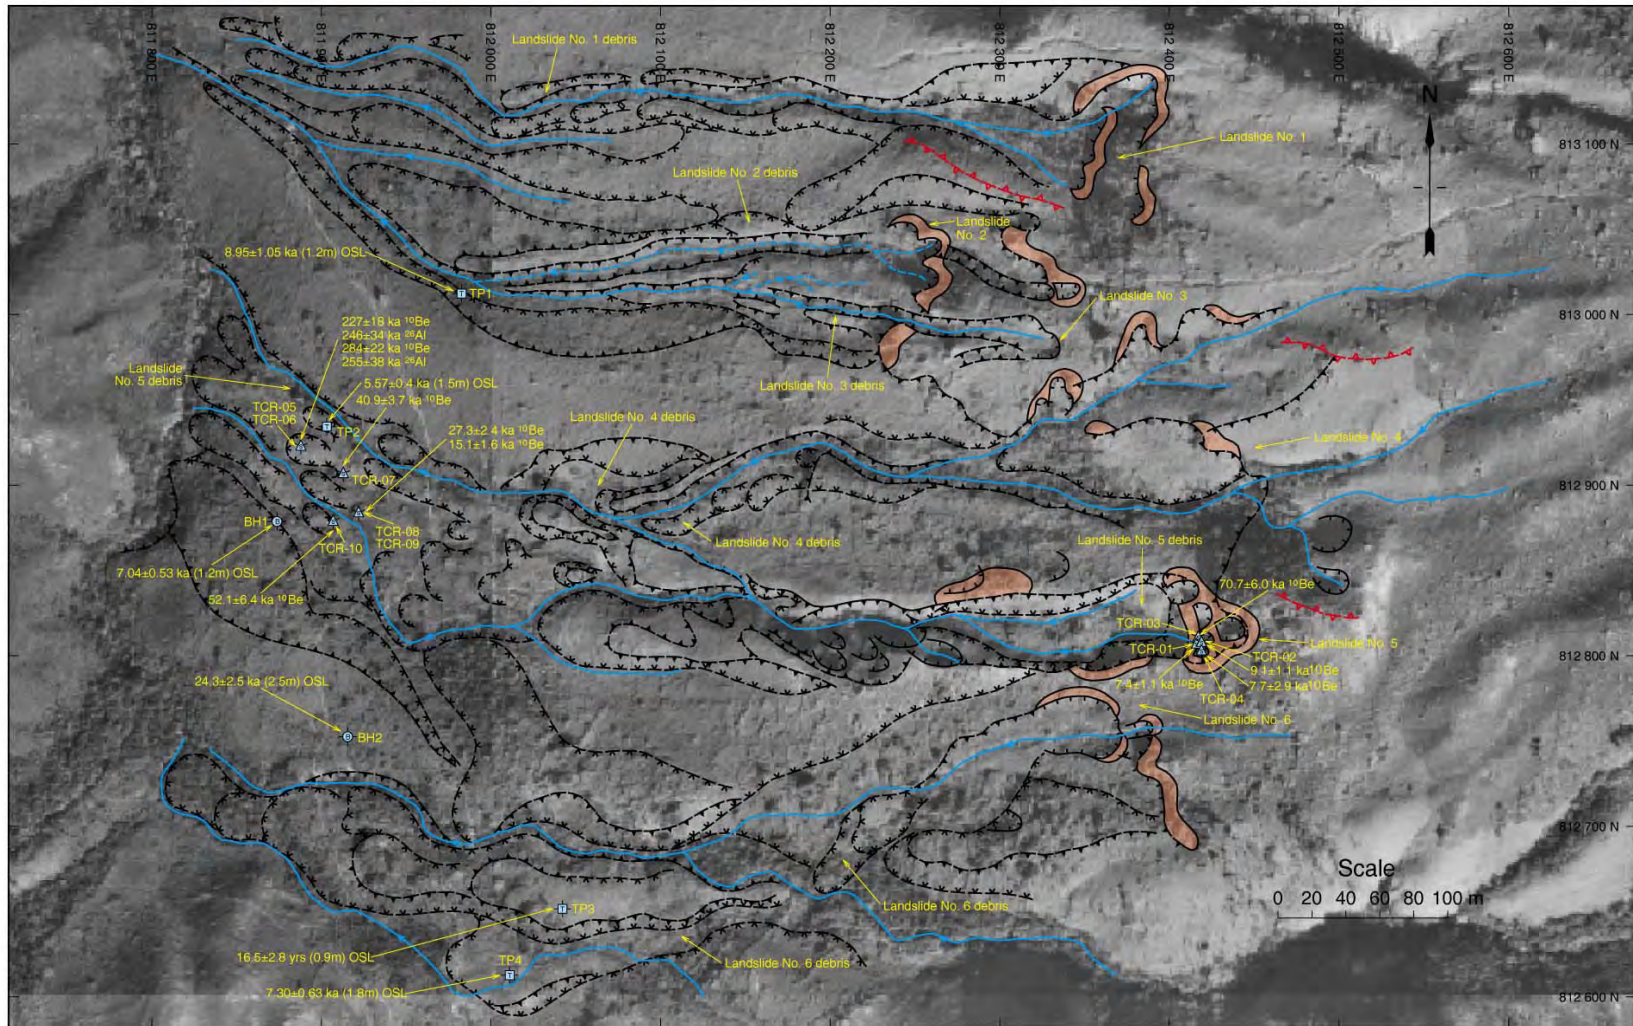 811 800 E
811 900 E
812 000 E
812 100 E
812 200 E
812 300 E
812 400 E
812 500 E
812 600 E
Landslide No. 1 debris
N
Landslide No. 1
813 100 N
Landslide No. 2 debris
Landslide
No. 2
8.95±1.05 ka (1.2m) OSL
T TP1
Landslide No. 3
813 000 N
227±18 ka ¹⁰Be
246±34 ka ²⁶Al
284±22 ka ¹⁰Be
255±38 ka ²⁶Al
Landslide
No. 5 debris
5.57±0.4 ka (1.5m) OSL
40.9±3.7 ka ¹⁰Be
Landslide No. 3 debris
TCR-05
TCR-06
T
TP2
27.3±2.4 ka ¹⁰Be
15.1±1.6 ka ¹⁰Be
Landslide No. 4 debris
Landslide No. 4
TCR-07
812 900 N
BH1 B
TCR-08
TCR-09
TCR-10
Landslide No. 4 debris
Landslide No. 5 debris
7.04±0.53 ka (1.2m) OSL
70.7±6.0 ka ¹⁰Be
52.1±6.4 ka ¹⁰Be
TCR-03
TCR-01
Landslide No. 5
TCR-02
812 800 N
9.1±1.1 ka¹⁰Be
7.4±1.1 ka ¹⁰Be
7.7±2.9 ka¹⁰Be
TCR-04
24.3±2.5 ka (2.5m) OSL
Landslide No. 6
B BH2
812 700 N
Scale
0 20 40 60 80 100 m
T TP3
Landslide No. 6 debris
16.5±2.8 yrs (0.9m) OSL
TP4
T
Landslide No. 6 debris
7.30±0.63 ka (1.8m) OSL
812 600 N